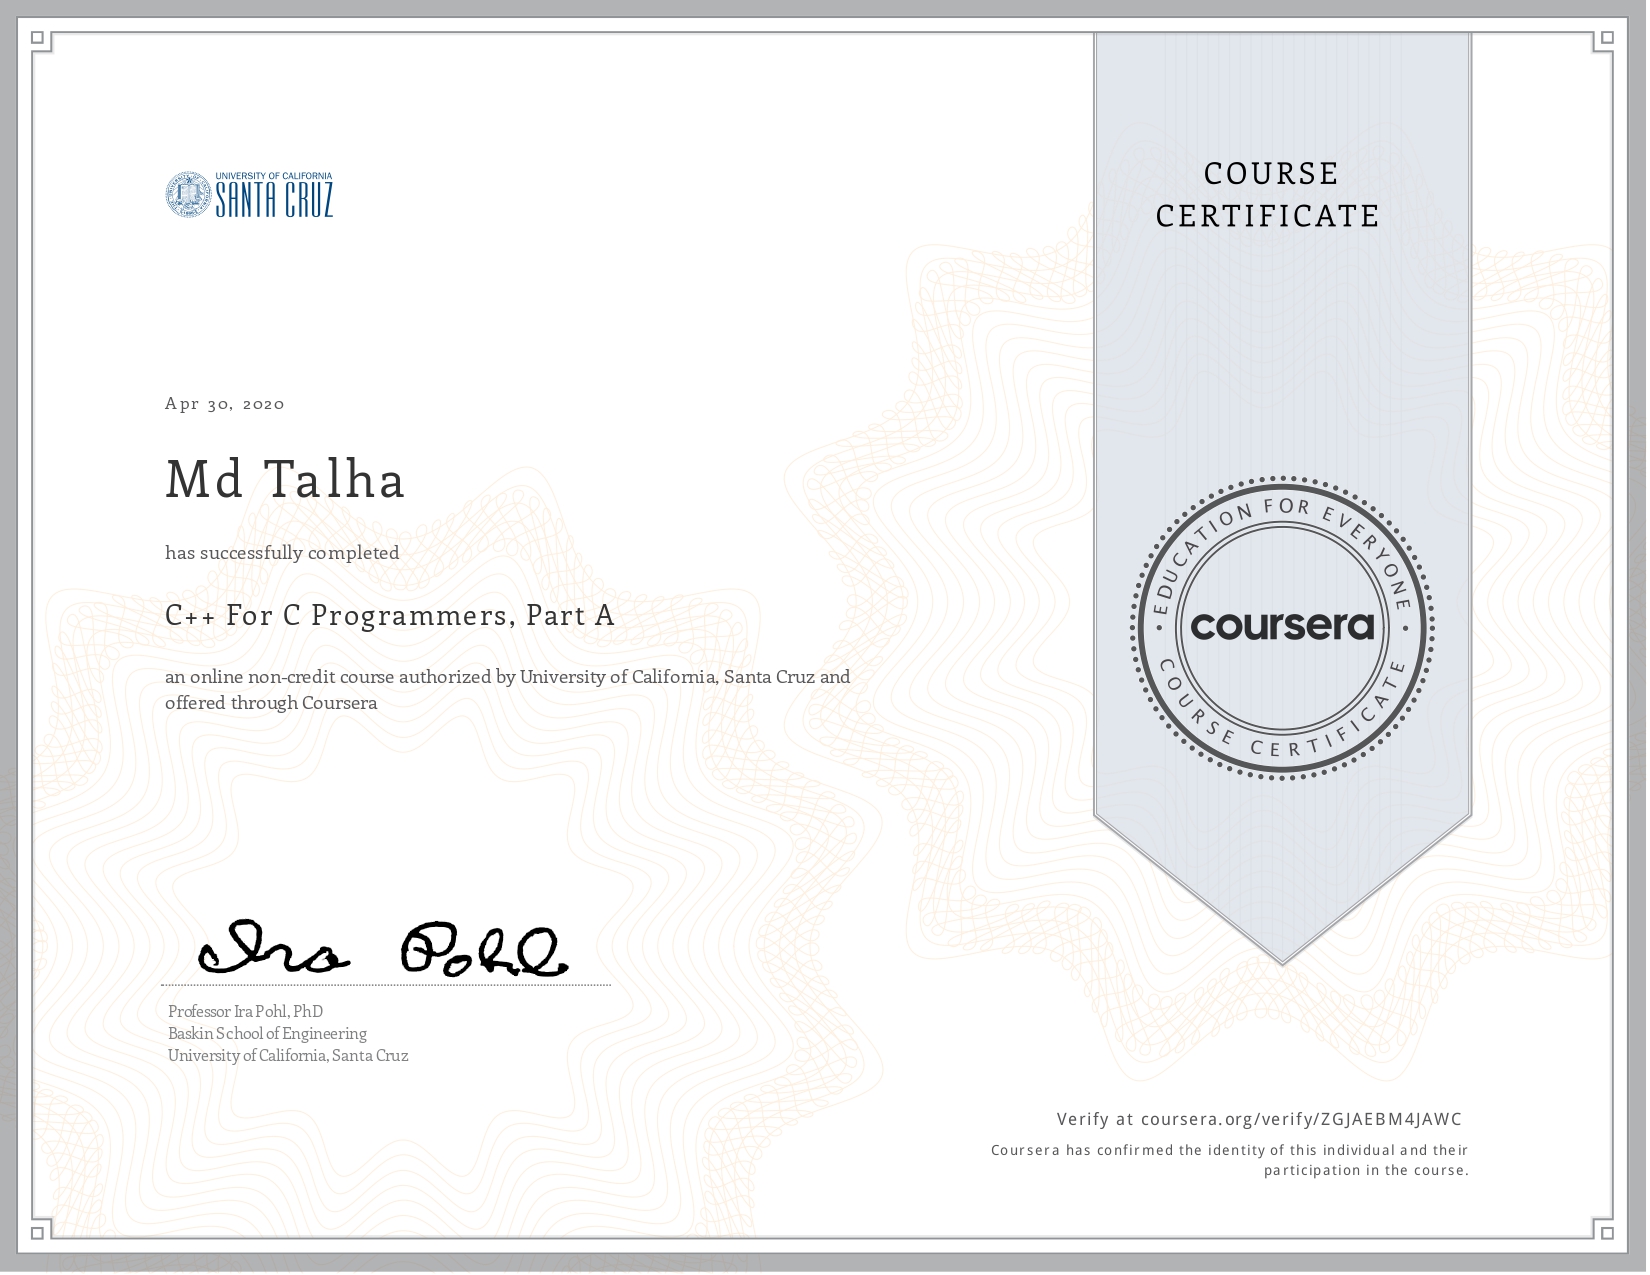 UNIVERSITY OF CALIFORNIA
SANTA CRUZ
COURSE
CERTIFICATE
Apr 30, 2020
Md Talha
has successfully completed
C++ For C Programmers, Part A
an online non-credit course authorized by University of California, Santa Cruz and
offered through Coursera
EDUCATION FOR EVERYONE
coursera
COURSE CERTIFICATE
Ira Pohl
Professor Ira Pohl, PhD
Baskin School of Engineering
University of California, Santa Cruz
Verify at coursera.org/verify/ZGJAEBM4JAWC
Coursera has confirmed the identity of this individual and their
participation in the course.